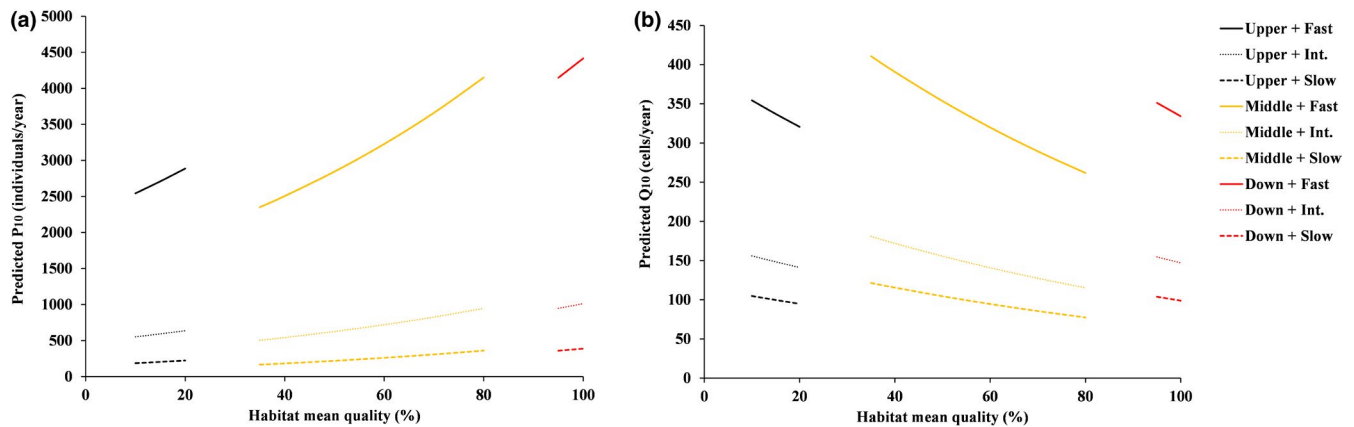 (a)
5000
4500
4000
3500
3000
2500
2000
1500
1000
500
0
Predicted P10 (individuals/year)
0
20
40
60
80
100
Habitat mean quality (%)
(b)
450
400
350
300
250
200
150
100
50
0
Predicted Q10 (cells/year)
0
20
40
60
80
100
Habitat mean quality (%)
Upper + Fast
Upper + Int.
Upper + Slow
Middle + Fast
Middle + Int.
Middle + Slow
Down + Fast
Down + Int.
Down + Slow